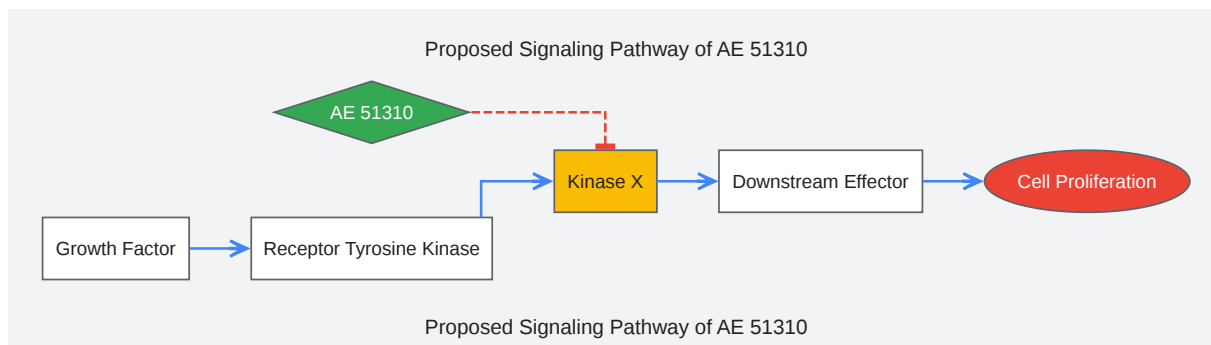 Proposed Signaling Pathway of AE 51310
AE 51310
Kinase X
Downstream Effector
Cell Proliferation
Growth Factor
Receptor Tyrosine Kinase
Proposed Signaling Pathway of AE 51310